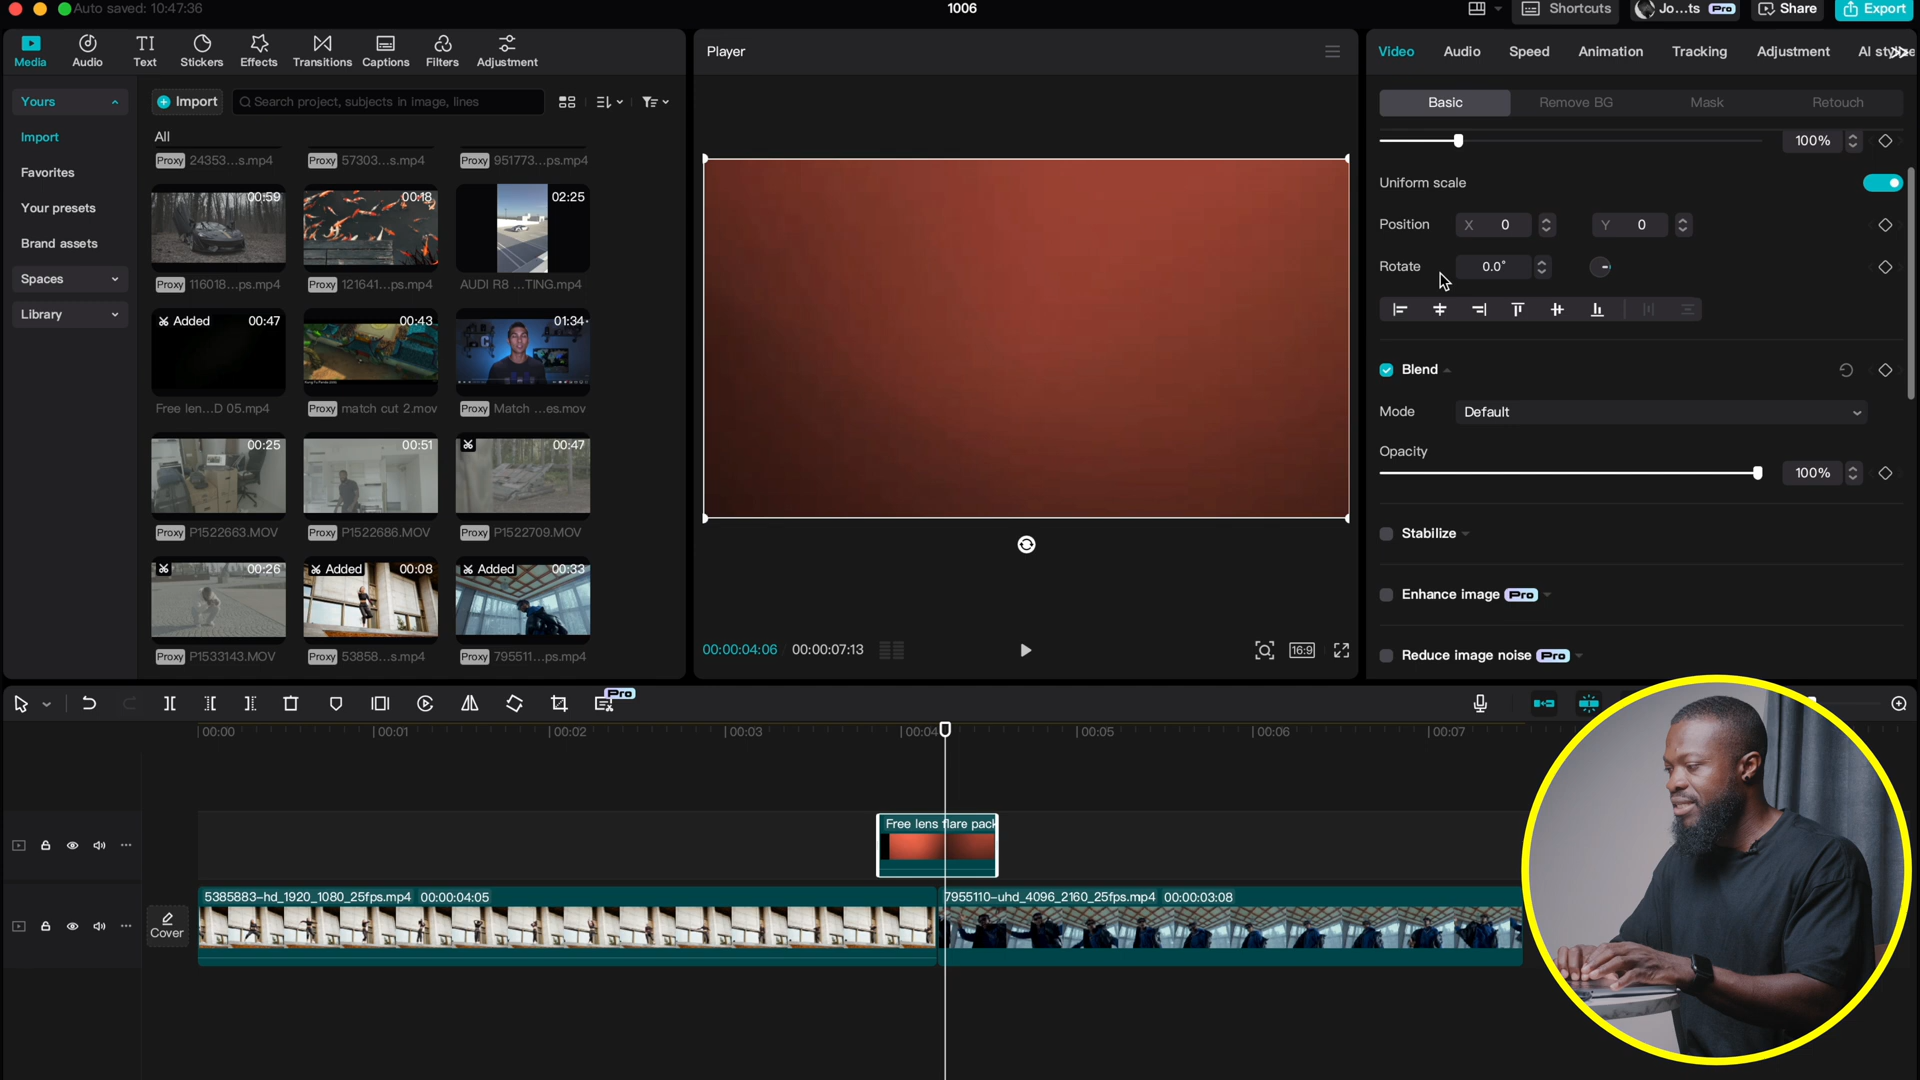 Auto saved: 10:47:36
1006
Shortcuts
Jo...ts
Pro
Share
Export
Media
Audio
Text
Stickers
Effects
Transitions
Captions
Filters
Adjustment
Yours
Import
Favorites
Your presets
Brand assets
Spaces
Library
Import
Search project, subjects in image, lines
All
Proxy 24353...s.mp4
Proxy 57303...s.mp4
Proxy 951773...ps.mp4
00:59
00:18
02:25
Proxy 116018...ps.mp4
Proxy 121641...ps.mp4
AUDI R8 ...TING.mp4
Added 00:47
00:43
01:34
Free len...D 05.mp4
Proxy match cut 2.mov
Proxy Match ...es.mov
00:25
00:51
00:47
Proxy P1522663.MOV
Proxy P1522686.MOV
Proxy P1522709.MOV
00:26
Added 00:08
Added 00:33
Proxy P1533143.MOV
Proxy 53858...s.mp4
Proxy 795511...ps.mp4
Player
00:00:04:06 / 00:00:07:13
16:9
Video
Audio
Speed
Animation
Tracking
Adjustment
AI style
Basic
Remove BG
Mask
Retouch
100%
Uniform scale
Position X 0 Y 0
Rotate 0.0°
Blend
Mode Default
Opacity
100%
Stabilize
Enhance image Pro
Reduce image noise Pro
Pro
00:00
00:01
00:02
00:03
00:04
00:05
00:06
00:07
Free lens flare pack
Cover
5385883-hd_1920_1080_25fps.mp4 00:00:04:05
7955110-uhd_4096_2160_25fps.mp4 00:00:03:08